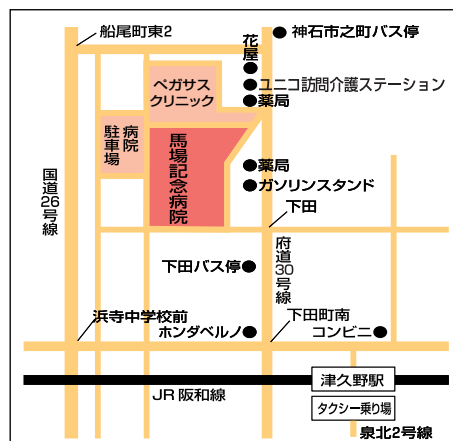 船尾町東2
神石市之町バス停
花屋
ユニコ訪問介護ステーション
薬局
ペガサス
クリニック
病院
駐車場
馬場記念病院
薬局
ガソリンスタンド
下田
国道26号線
府道30号線
下田バス停
浜寺中学校前
ホンダベルノ
下田町南
コンビニ
JR阪和線
津久野駅
タクシー乗り場
泉北2号線